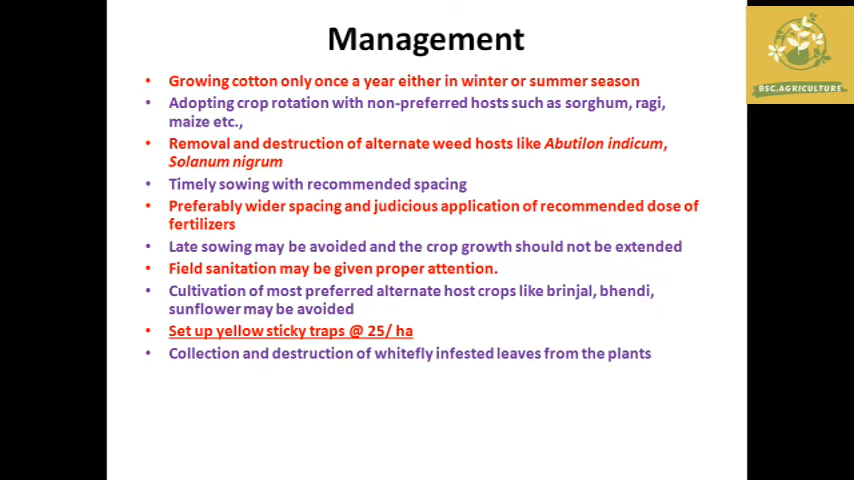 Management
BSC.AGRICULTURE
• Growing cotton only once a year either in winter or summer season
• Adopting crop rotation with non-preferred hosts such as sorghum, ragi,
maize etc.,
• Removal and destruction of alternate weed hosts like Abutilon indicum,
Solanum nigrum
• Timely sowing with recommended spacing
• Preferably wider spacing and judicious application of recommended dose of
fertilizers
• Late sowing may be avoided and the crop growth should not be extended
• Field sanitation may be given proper attention.
• Cultivation of most preferred alternate host crops like brinjal, bhendi,
sunflower may be avoided
• Set up yellow sticky traps @ 25/ ha
• Collection and destruction of whitefly infested leaves from the plants